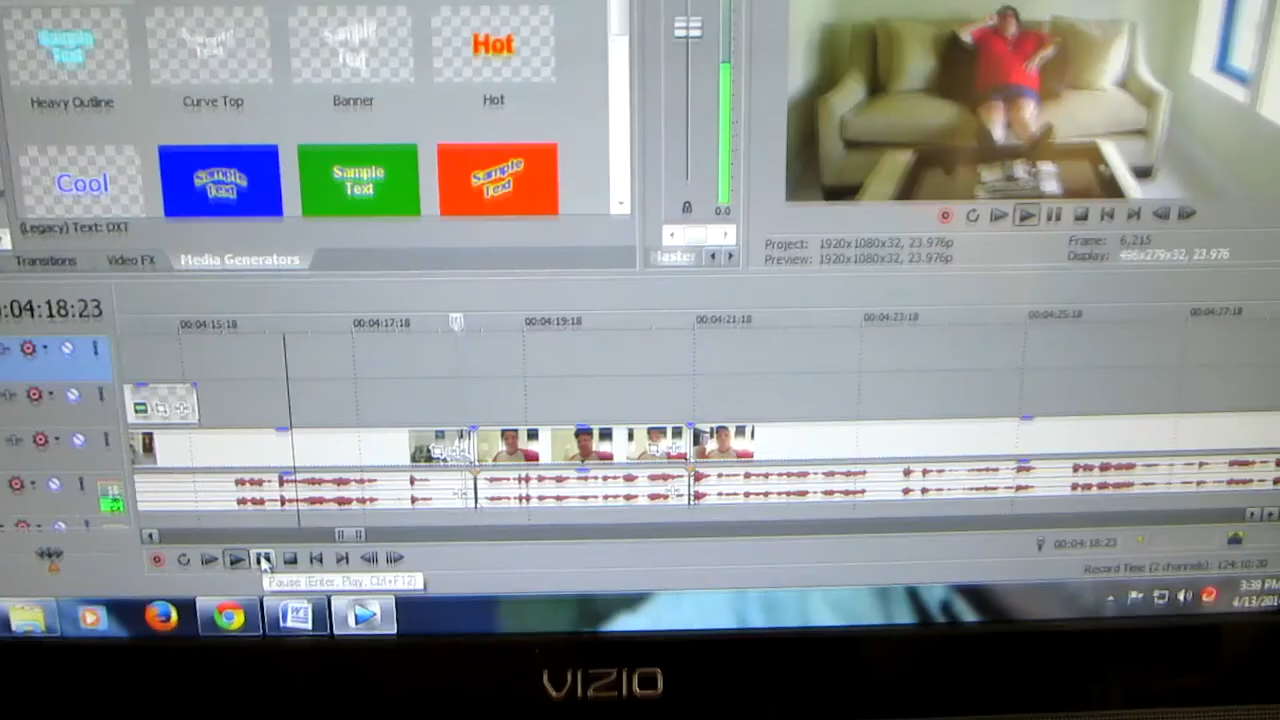 Sample Text
Sample Text
Hot
Heavy Outline
Curve Top
Banner
Hot
Cool
Sample Text
Sample Text
Sample Text
(Legacy) Text: DXT
0.0
Transitions
Video FX
Media Generators
Master
Project: 1920x1080x32, 23.976p
Preview: 1920x1080x32, 23.976p
Frame: 6,215
Display: 496x279x32, 23.976
:04:18:23
00:04:15:18
00:04:17:18
00:04:19:18
00:04:21:18
00:04:23:18
00:04:25:18
00:04:27:18
00:04:18:23
Pause (Enter, Play, Ctrl+F12)
Record Time (2 channels): 124:10:20
3:39 PM
4/13/201
VIZIO